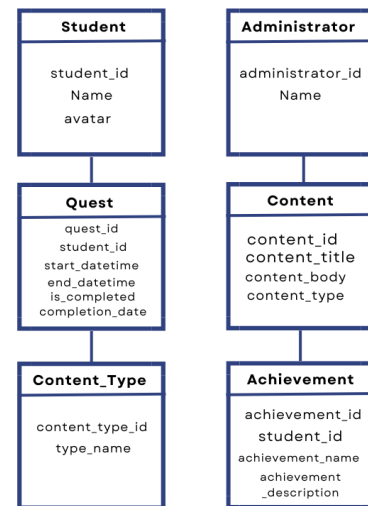 Student
student_id
Name
avatar
Administrator
administrator_id
Name
Quest
quest_id
student_id
start_datetime
end_datetime
is_completed
completion_date
Content
content_id
content_title
content_body
content_type
Content_Type
content_type_id
type_name
Achievement
achievement_id
student_id
achievement_name
achievement
_description